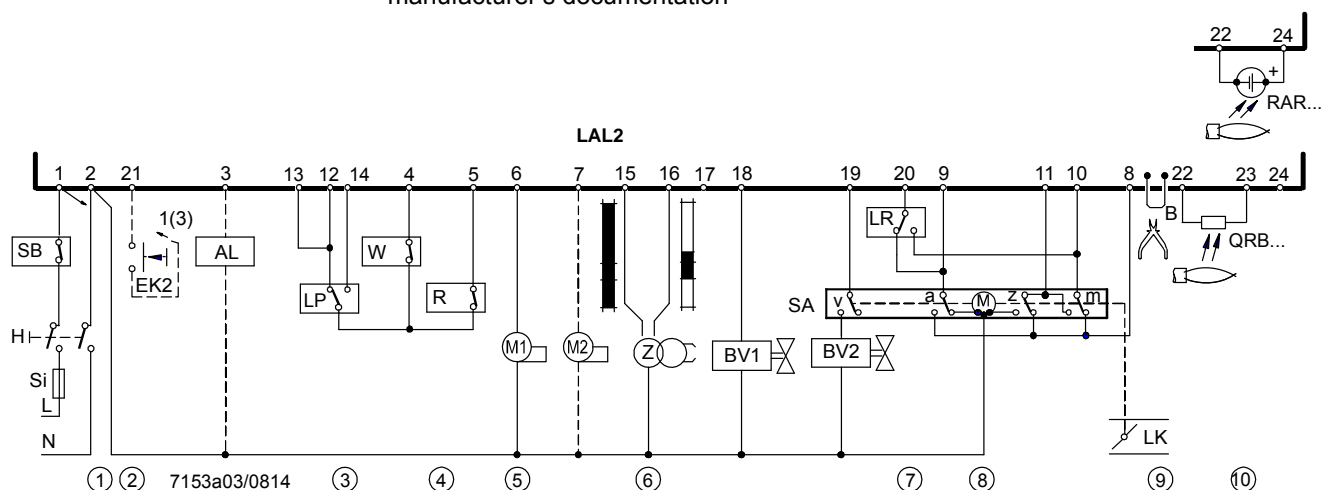 manufacturer's documentation
22 24
+
RAR...
LAL2
1 2 21 3 13 12 14 4 5 6 7 15 16 17 18 19 20 9 11 10 8 22 23 24
1(3)
B
SB AL W LR QRB...
EK2
LP R SA v a M z m
H
M1 M2 Z BV1 BV2
Si
L
N LK
1 2 7153a03/0814 3 4 5 6 7 8 9 10